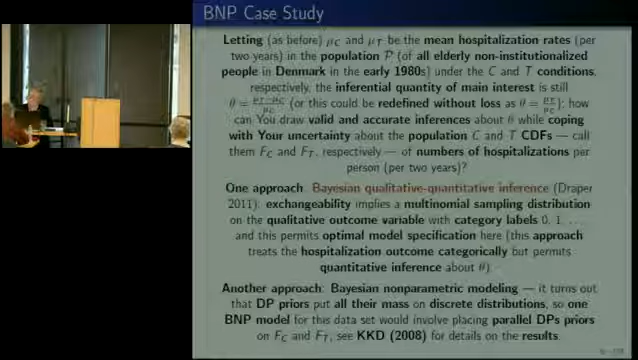 BNP Case Study
Letting (as before) μC and μT be the mean hospitalization rates (per
two years) in the population P (of all elderly non-institutionalized
people in Denmark in the early 1980s) under the C and T conditions,
respectively, the inferential quantity of main interest is still
θ = μT−μC / μC (or this could be redefined without loss as θ = μT / μC); how
can You draw valid and accurate inferences about θ while coping
with Your uncertainty about the population C and T CDFs — call
them FC and FT, respectively — of numbers of hospitalizations per
person (per two years)?
One approach: Bayesian qualitative-quantitative inference (Draper
2011): exchangeability implies a multinomial sampling distribution
on the qualitative outcome variable with category labels 0, 1, . . .
and this permits optimal model specification here (this approach
treats the hospitalization outcome categorically but permits
quantitative inference about θ).
Another approach: Bayesian nonparametric modeling — it turns out
that DP priors put all their mass on discrete distributions, so one
BNP model for this data set would involve placing parallel DPs priors
on FC and FT, see KKD (2008) for details on the results.